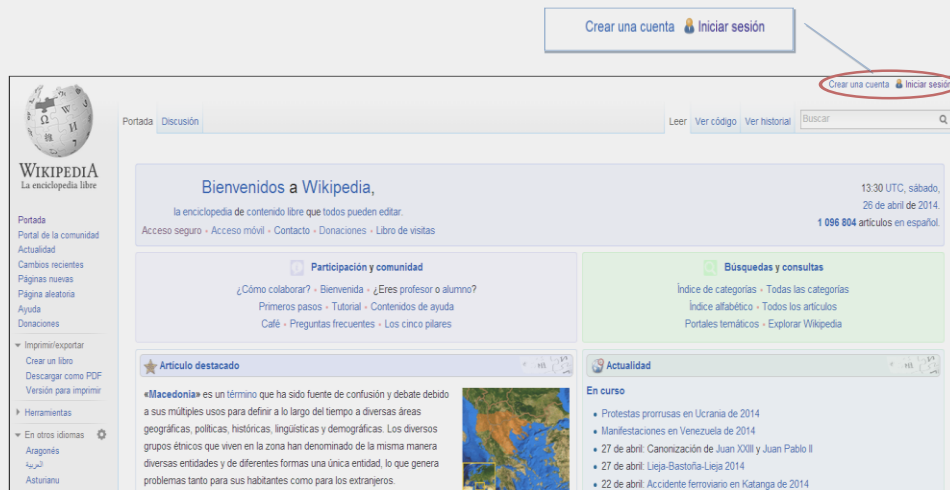 Crear una cuenta Iniciar sesión
Crear una cuenta Iniciar sesión
Portada Discusión
Leer Ver código Ver historial Buscar
WIKIPEDIA
La enciclopedia libre
Portada
Portal de la comunidad
Actualidad
Cambios recientes
Páginas nuevas
Página aleatoria
Ayuda
Donaciones
Imprimir/exportar
Crear un libro
Descargar como PDF
Versión para imprimir
Herramientas
En otros idiomas
Aragonés
العربية
Asturianu
Bienvenidos a Wikipedia,
la enciclopedia de contenido libre que todos pueden editar.
Acceso seguro • Acceso móvil • Contacto • Donaciones • Libro de visitas
13:30 UTC, sábado,
26 de abril de 2014.
1 096 804 artículos en español.
Participación y comunidad
¿Cómo colaborar? • Bienvenida • ¿Eres profesor o alumno?
Primeros pasos • Tutorial • Contenidos de ayuda
Café • Preguntas frecuentes • Los cinco pilares
Búsquedas y consultas
Índice de categorías • Todas las categorías
Índice alfabético • Todos los artículos
Portales temáticos • Explorar Wikipedia
Artículo destacado
«Macedonia» es un término que ha sido fuente de confusión y debate debido
a sus múltiples usos para definir a lo largo del tiempo a diversas áreas
geográficas, políticas, históricas, lingüísticas y demográficas. Los diversos
grupos étnicos que viven en la zona han denominado de la misma manera
diversas entidades y de diferentes formas una única entidad, lo que genera
problemas tanto para sus habitantes como para los extranjeros.
Actualidad
En curso
• Protestas prorrusas en Ucrania de 2014
• Manifestaciones en Venezuela de 2014
• 27 de abril: Canonización de Juan XXIII y Juan Pablo II
• 27 de abril: Lieja-Bastoña-Lieja 2014
• 22 de abril: Accidente ferroviario en Katanga de 2014